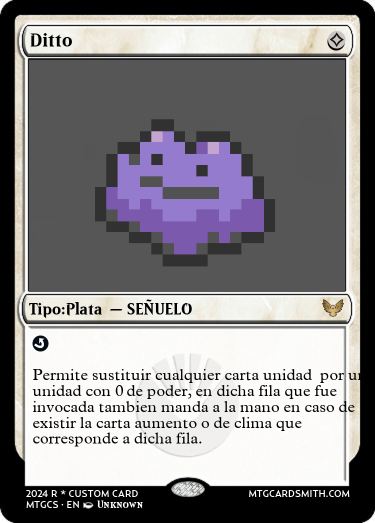 Ditto
Tipo:Plata — SEÑUELO
Permite sustituir cualquier carta unidad por un
unidad con 0 de poder, en dicha fila que fue
invocada tambien manda a la mano en caso de
existir la carta aumento o de clima que
corresponde a dicha fila.
2024 R * CUSTOM CARD
MTGCS · EN UNKNOWN
MTGCARDSMITH.COM